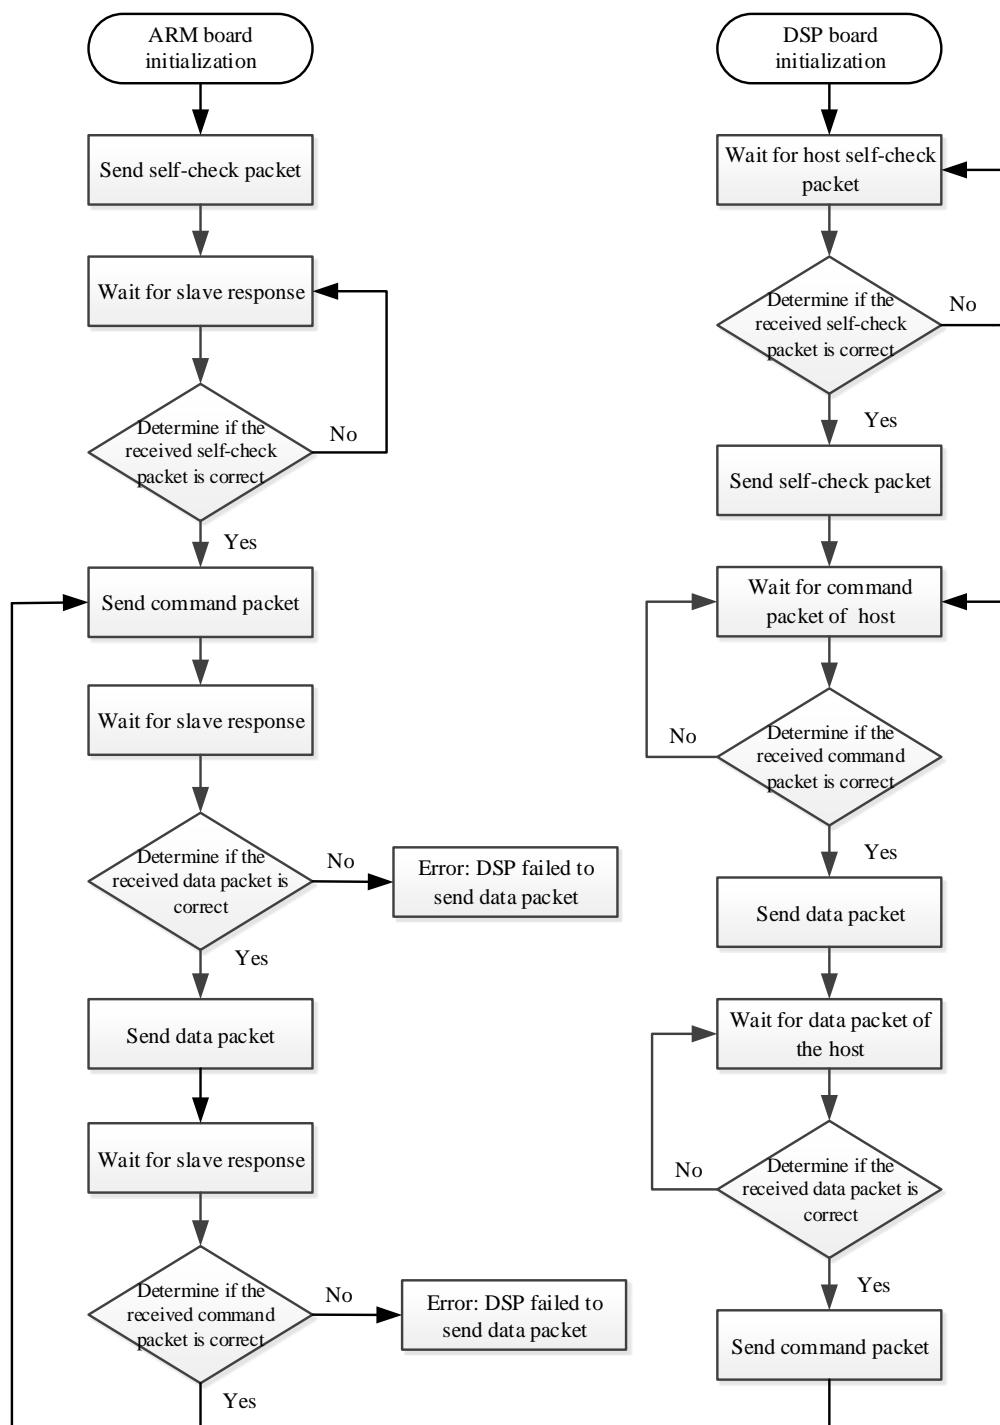 ARM board
initialization
Send self-check packet
Wait for slave response
Determine if the
received self-check
packet is correct
No
Yes
Send command packet
Wait for slave response
Determine if the
received data packet is
correct
No
Error: DSP failed to
send data packet
Yes
Send data packet
Wait for slave response
Determine if the
received command
packet is correct
No
Error: DSP failed to
send data packet
Yes
DSP board
initialization
Wait for host self-check
packet
Determine if the
received self-check
packet is correct
No
Yes
Send self-check packet
Wait for command
packet of host
Determine if the
received command
packet is correct
No
Yes
Send data packet
Wait for data packet of
the host
Determine if the
received data packet is
correct
No
Yes
Send command packet